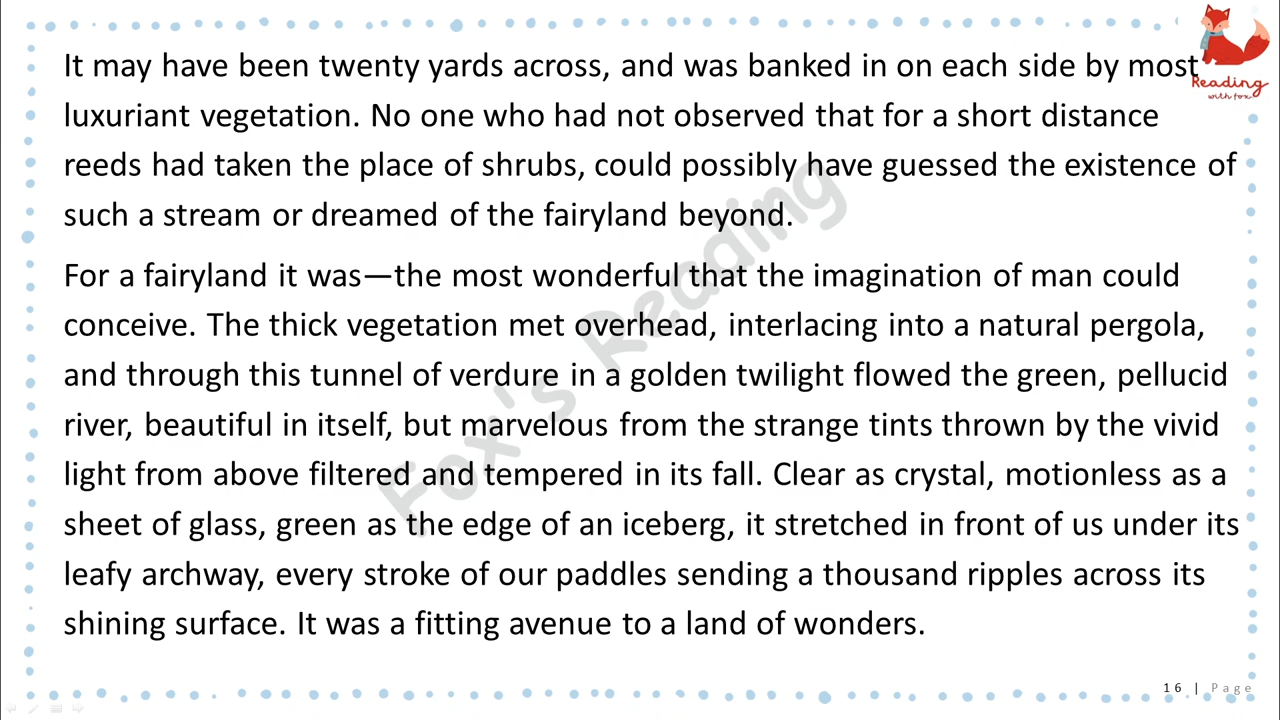 It may have been twenty yards across, and was banked in on each side by most
luxuriant vegetation. No one who had not observed that for a short distance
reeds had taken the place of shrubs, could possibly have guessed the existence of
such a stream or dreamed of the fairyland beyond.
For a fairyland it was—the most wonderful that the imagination of man could
conceive. The thick vegetation met overhead, interlacing into a natural pergola,
and through this tunnel of verdure in a golden twilight flowed the green, pellucid
river, beautiful in itself, but marvelous from the strange tints thrown by the vivid
light from above filtered and tempered in its fall. Clear as crystal, motionless as a
sheet of glass, green as the edge of an iceberg, it stretched in front of us under its
leafy archway, every stroke of our paddles sending a thousand ripples across its
shining surface. It was a fitting avenue to a land of wonders.
Reading
with fox
Fox's Reading
16 | Page